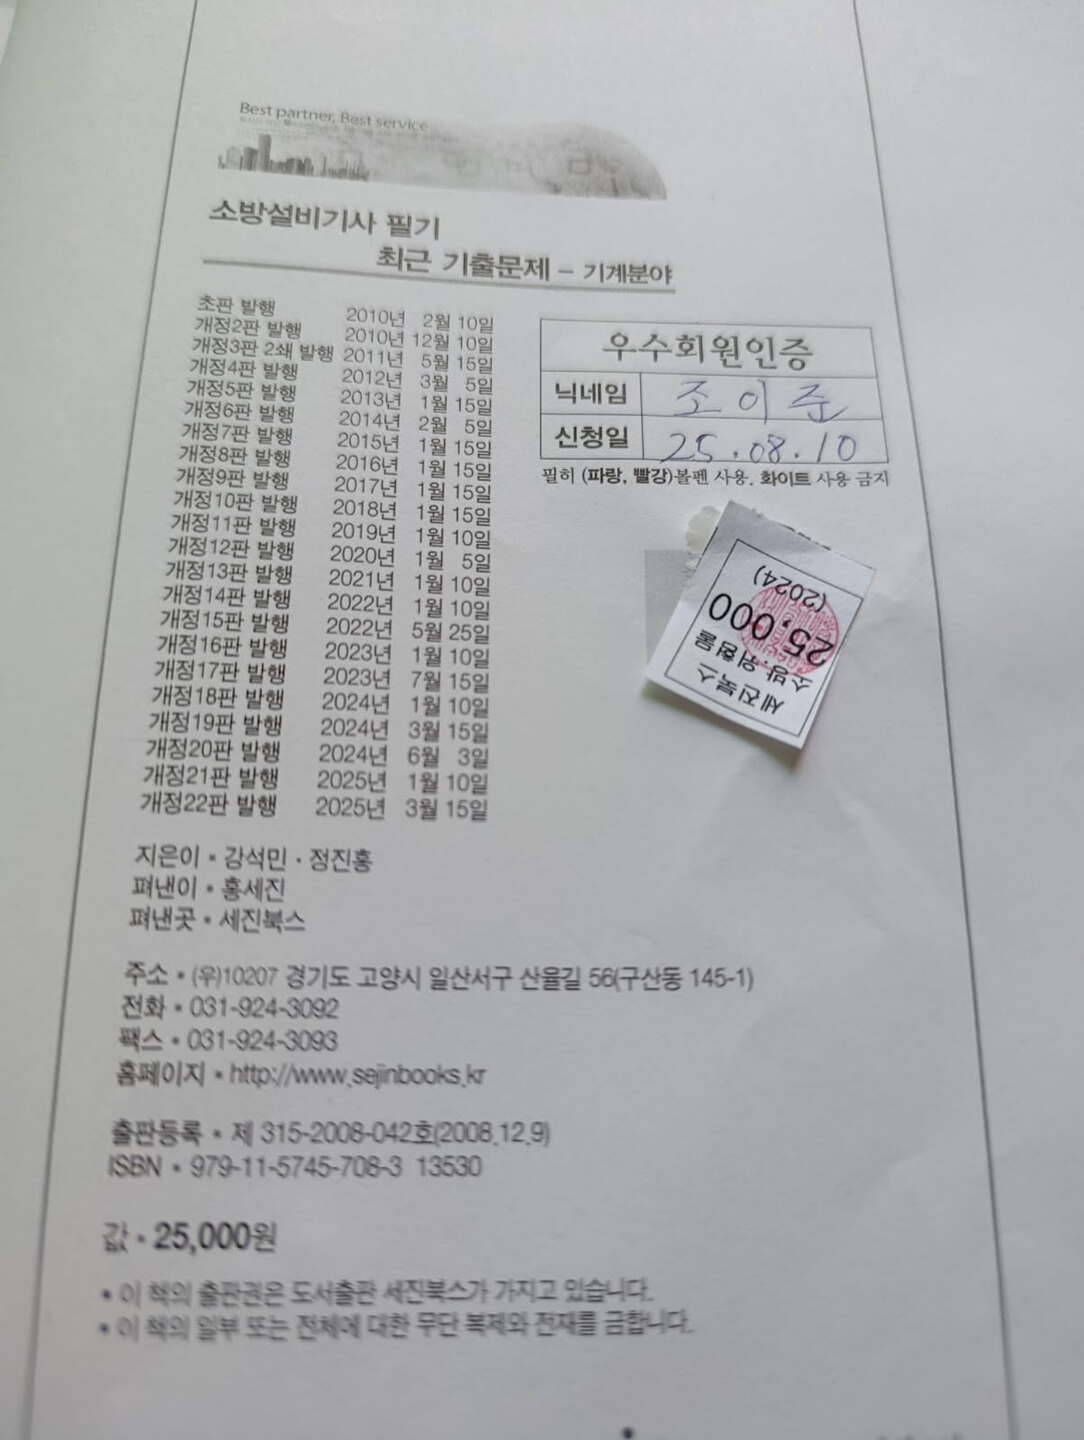 Best partner, Best service
소방설비기사 필기
최근 기출문제 – 기계분야
초판 발행 2010년 2월 10일
개정2판 발행 2010년 12월 10일
개정3판 2쇄 발행 2011년 5월 15일
개정4판 발행 2012년 3월 5일
개정5판 발행 2013년 1월 15일
개정6판 발행 2014년 2월 5일
개정7판 발행 2015년 1월 15일
개정8판 발행 2016년 1월 15일
개정9판 발행 2017년 1월 15일
개정10판 발행 2018년 1월 15일
개정11판 발행 2019년 1월 10일
개정12판 발행 2020년 1월 5일
개정13판 발행 2021년 1월 10일
개정14판 발행 2022년 1월 10일
개정15판 발행 2022년 5월 25일
개정16판 발행 2023년 1월 10일
개정17판 발행 2023년 7월 15일
개정18판 발행 2024년 1월 10일
개정19판 발행 2024년 3월 15일
개정20판 발행 2024년 6월 3일
개정21판 발행 2025년 1월 10일
개정22판 발행 2025년 3월 15일
우수회원인증
닉네임 조이준
신청일 25.08.10
필히 (파랑, 빨강)볼펜 사용, 화이트 사용 금지
세진북스
소방·위험물
25,000
(2024)
지은이 • 강석민 · 정진홍
펴낸이 • 홍세진
펴낸곳 • 세진북스
주소 • (우)10207 경기도 고양시 일산서구 산율길 56(구산동 145-1)
전화 • 031-924-3092
팩스 • 031-924-3093
홈페이지 • http://www.sejinbooks.kr
출판등록 • 제 315-2008-042호(2008.12.9)
ISBN • 979-11-5745-708-3 13530
값 • 25,000원
• 이 책의 출판권은 도서출판 세진북스가 가지고 있습니다.
• 이 책의 일부 또는 전체에 대한 무단 복제와 전재를 금합니다.